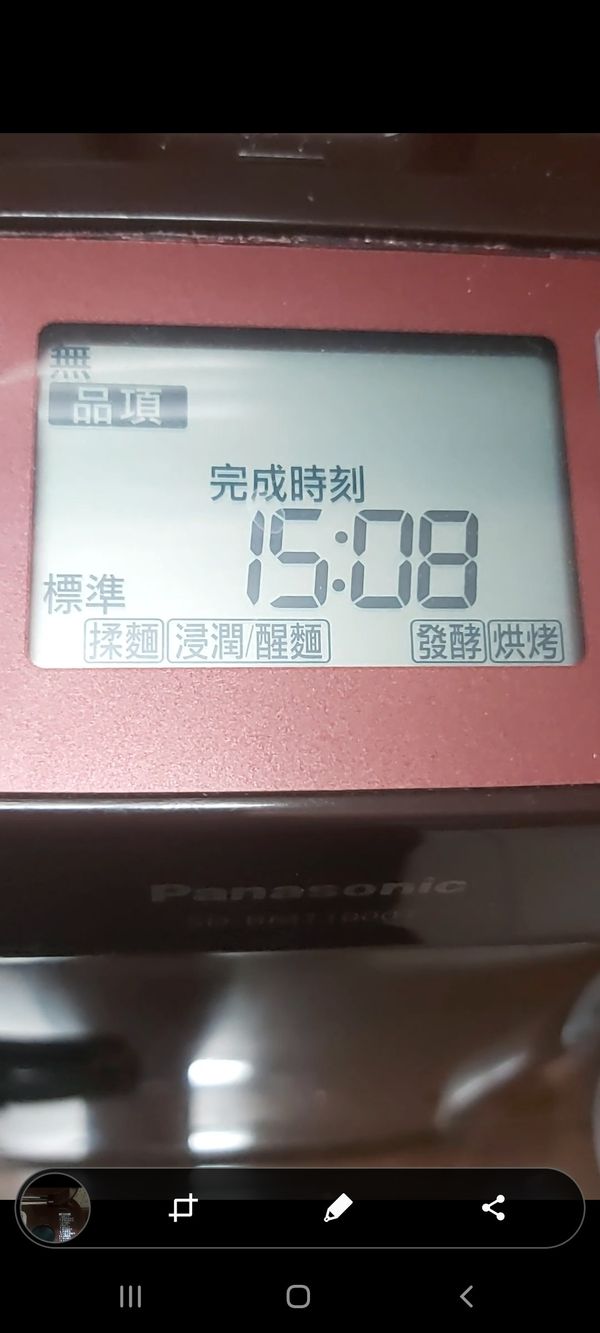 無
品項
完成時刻
15:08
標準
揉麵 浸潤/醒麵 發酵 烘烤
Panasonic